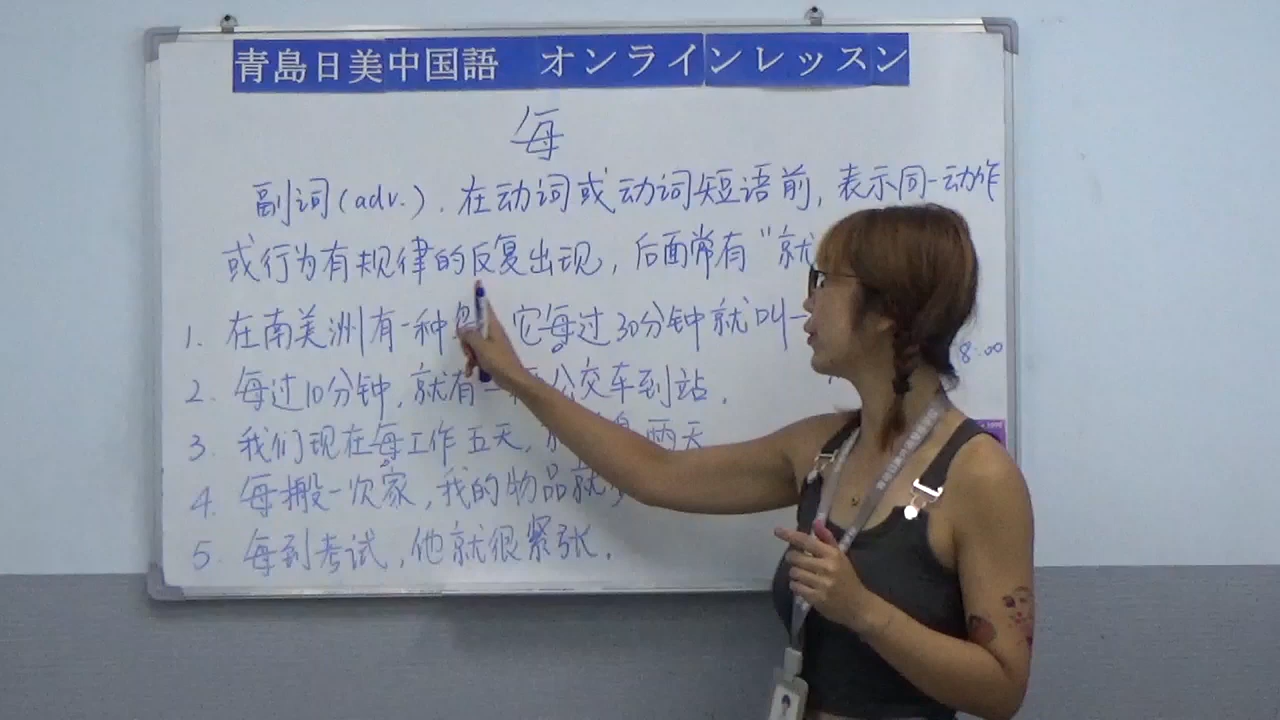 青島日美中国語 オンラインレッスン
每
副词(adv.). 在动词或动词短语前, 表示同一动作
或行为有规律的反复出现, 后面常有 "就
1. 在南美洲有一种 它每过30分钟就叫一
8:00
2. 每过10分钟, 就有一 公交车到站.
3. 我们现在每工作五天, 两天
4. 每搬一次家, 我的物品就
5. 每到考试, 他就很紧张.